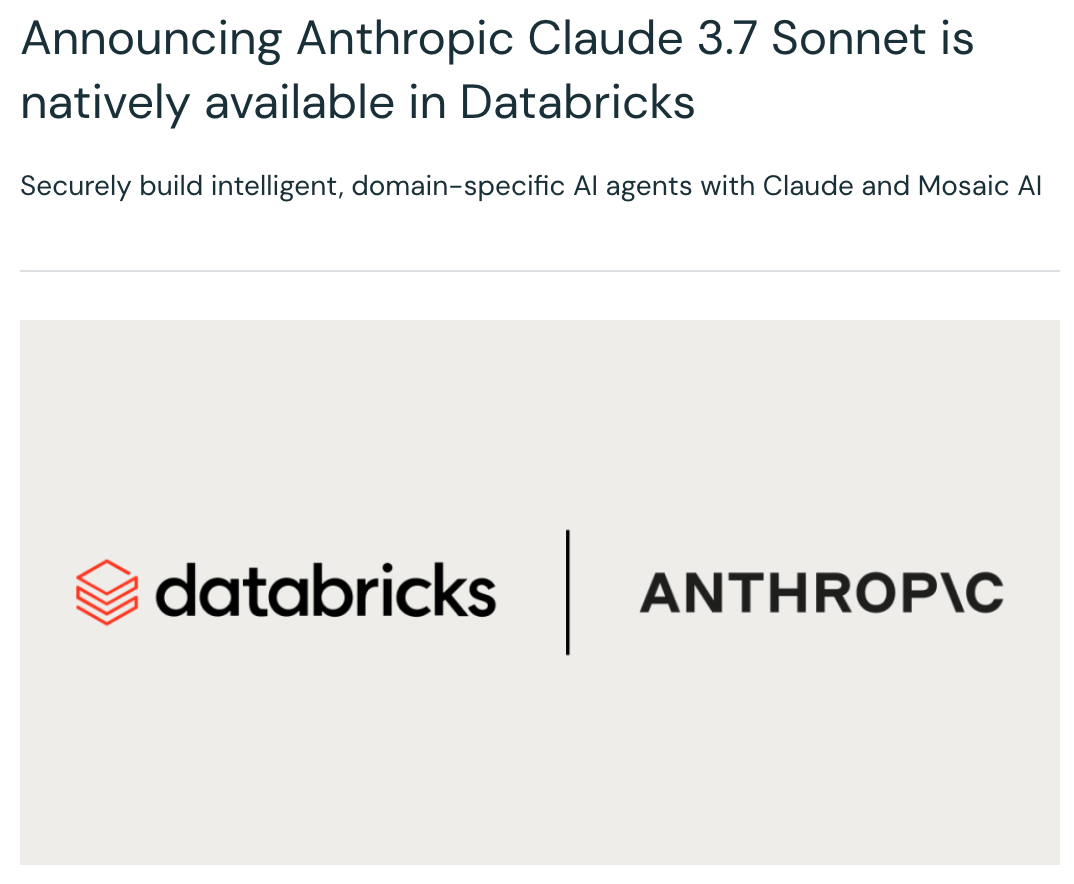 Announcing Anthropic Claude 3.7 Sonnet is
natively available in Databricks
Securely build intelligent, domain-specific AI agents with Claude and Mosaic AI
databricks
ANTHROP\C